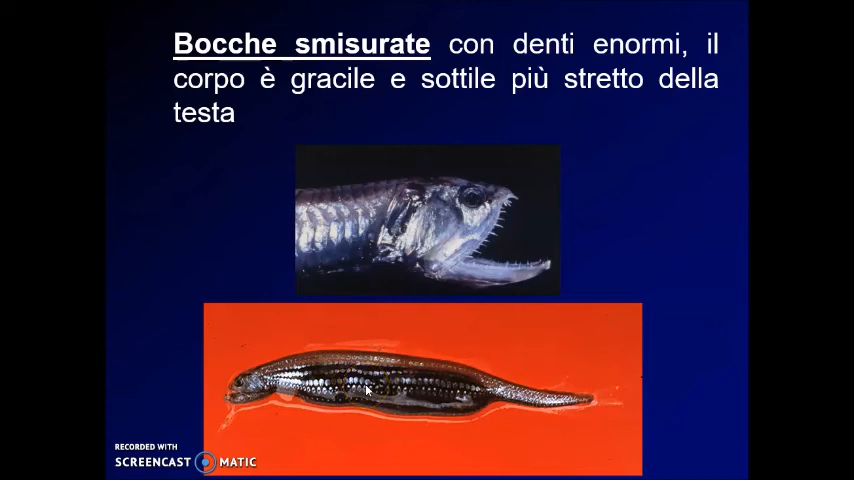 Bocche smisurate con denti enormi, il
corpo è gracile e sottile più stretto della
testa
RECORDED WITH
SCREENCAST MATIC